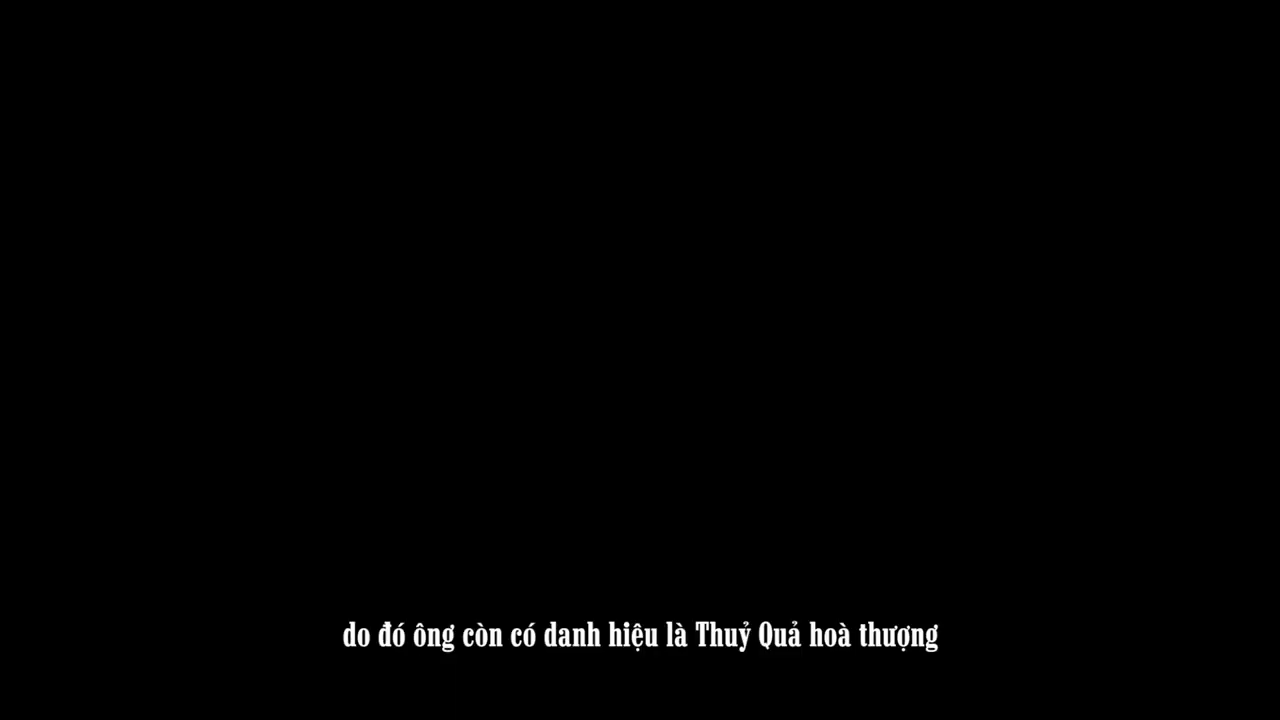 do đó ông còn có danh hiệu là Thuỷ Quả hoà thượng